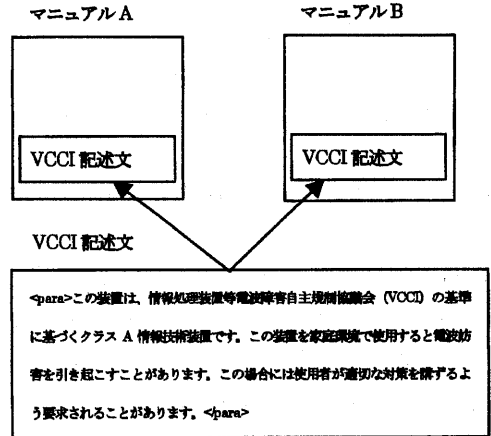 マニュアル A
マニュアル B
VCCI 記述文
VCCI 記述文
VCCI 記述文
<para>この装置は、情報処理装置等電波障害自主規制協議会（VCCI）の基準
に基づくクラス A 情報技術装置です。この装置を家庭環境で使用すると電波妨
害を引き起こすことがあります。この場合には使用者が適切な対策を講ずるよ
う要求されることがあります。</para>